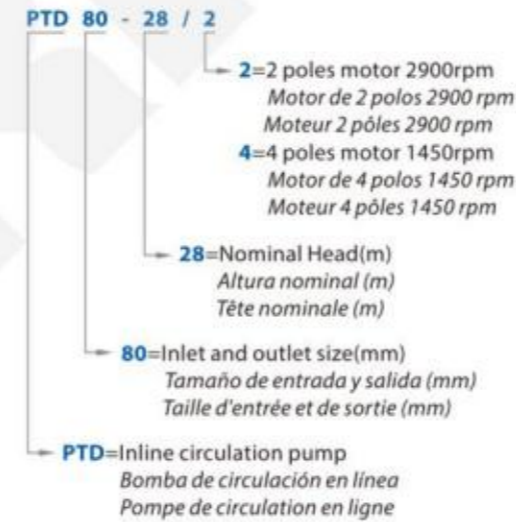 PTD 80 - 28 / 2
2=2 poles motor 2900rpm
Motor de 2 polos 2900 rpm
Moteur 2 pôles 2900 rpm
4=4 poles motor 1450rpm
Motor de 4 polos 1450 rpm
Moteur 4 pôles 1450 rpm
28=Nominal Head(m)
Altura nominal (m)
Tête nominale (m)
80=Inlet and outlet size(mm)
Tamaño de entrada y salida (mm)
Taille d'entrée et de sortie (mm)
PTD=Inline circulation pump
Bomba de circulación en línea
Pompe de circulation en ligne